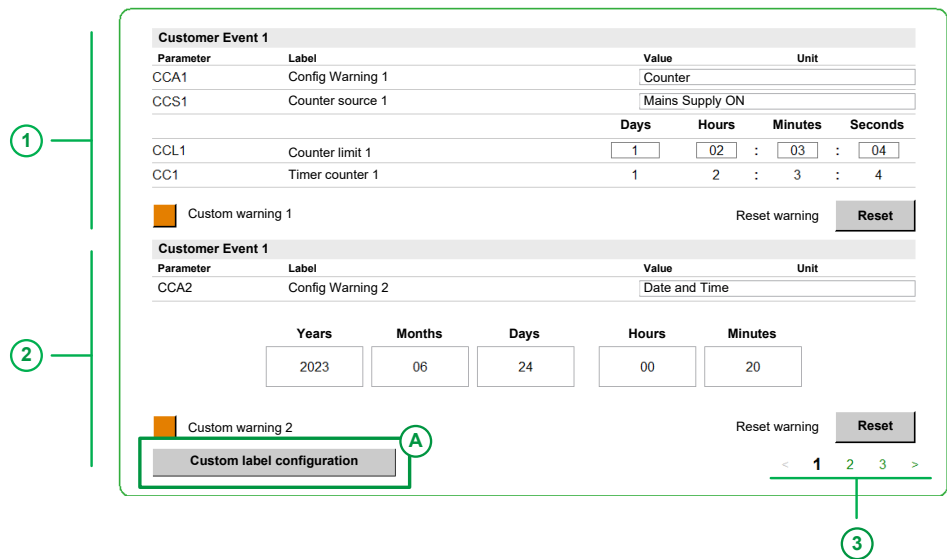 Customer Event 1
Parameter Label Value Unit
CCA1 Config Warning 1 Counter
CCS1 Counter source 1 Mains Supply ON
Days Hours Minutes Seconds
1
CCL1 Counter limit 1 1 02 : 03 : 04
CC1 Timer counter 1 1 2 : 3 : 4
Custom warning 1 Reset warning Reset
Customer Event 1
Parameter Label Value Unit
CCA2 Config Warning 2 Date and Time
Years Months Days Hours Minutes
2
2023 06 24 00 20
Custom warning 2 Reset warning Reset
A
Custom label configuration < 1 2 3 >
3